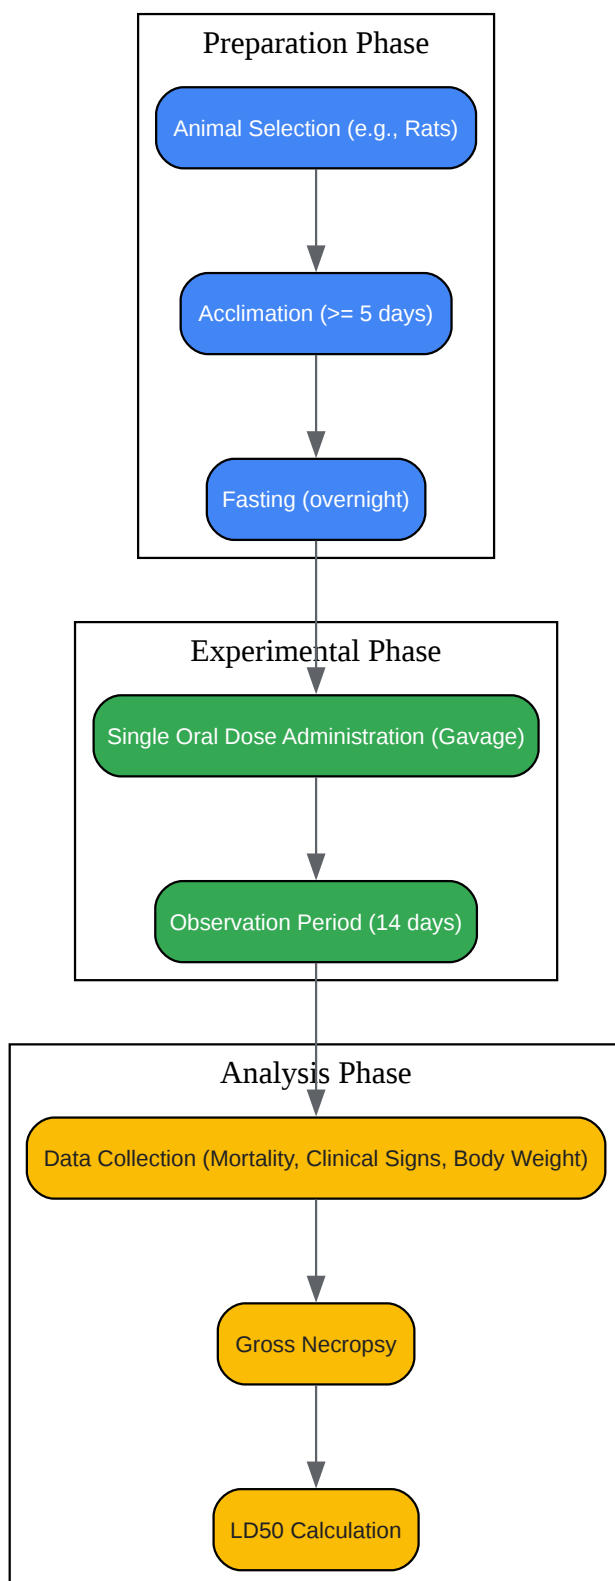 Preparation Phase
Animal Selection (e.g., Rats)
Acclimation (>= 5 days)
Fasting (overnight)
Experimental Phase
Single Oral Dose Administration (Gavage)
Observation Period (14 days)
Analysis Phase
Data Collection (Mortality, Clinical Signs, Body Weight)
Gross Necropsy
LD50 Calculation